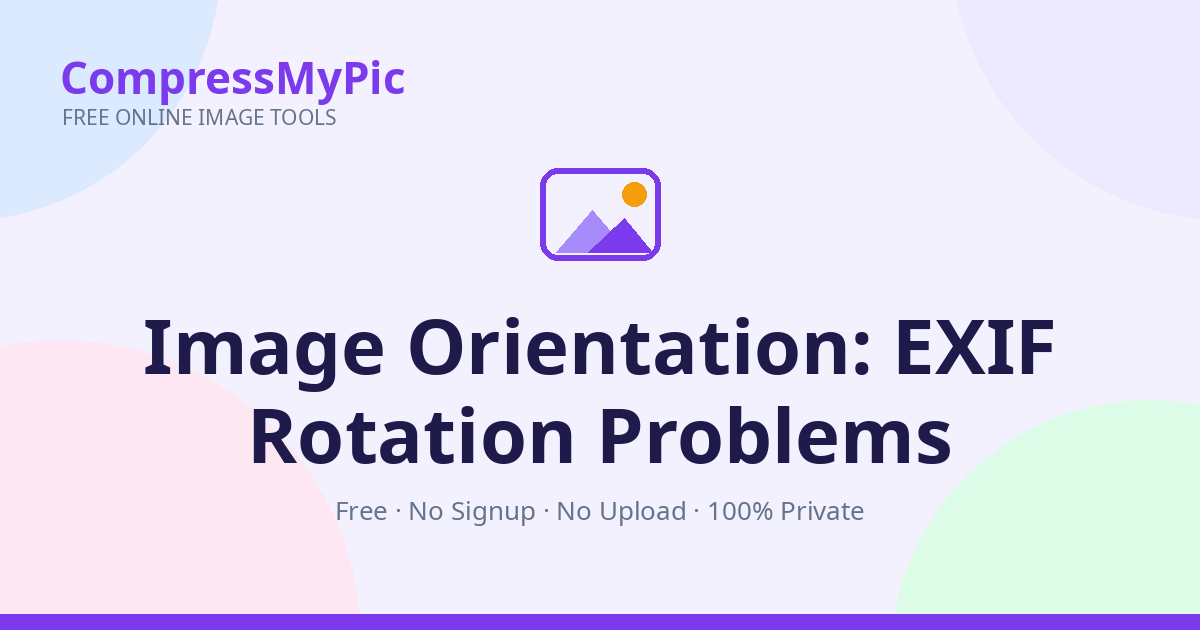 CompressMyPic
FREE ONLINE IMAGE TOOLS
Image Orientation: EXIF
Rotation Problems
Free · No Signup · No Upload · 100% Private